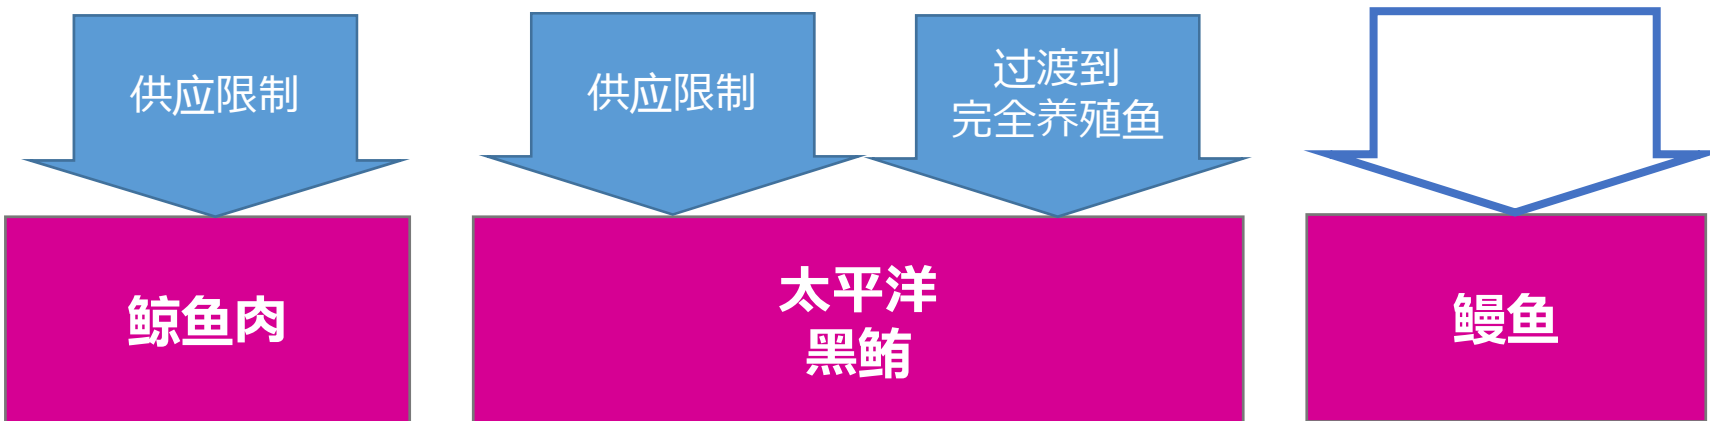 供应限制
供应限制
过渡到
完全养殖鱼
鲸鱼肉
太平洋
黑鲔
鳗鱼